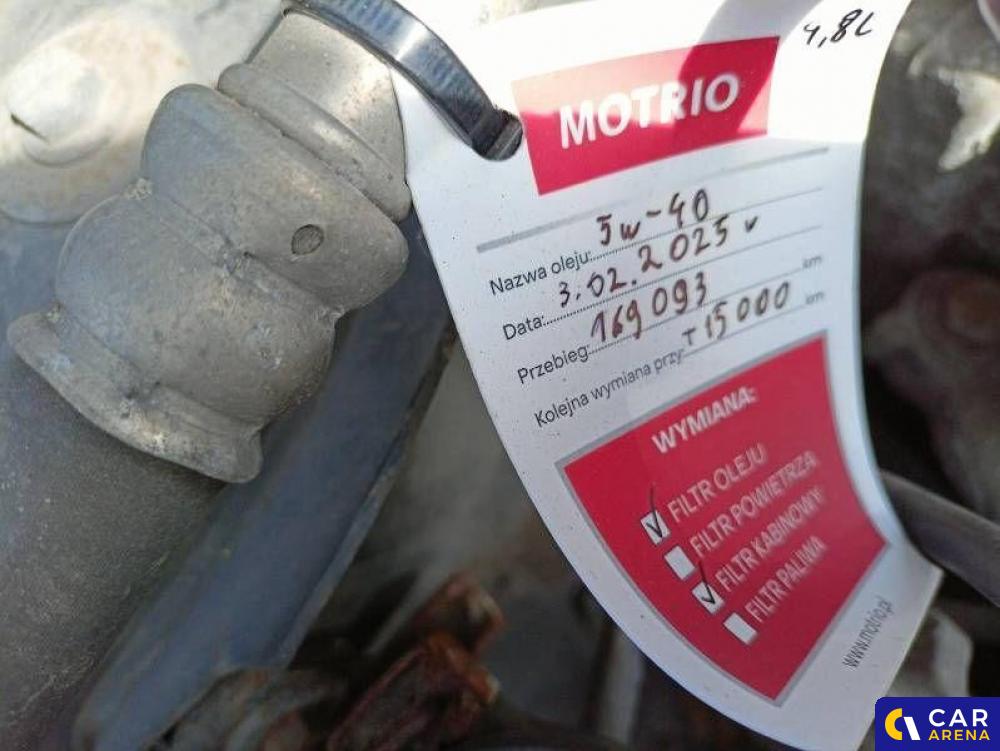 4,8L
MOTRIO
Nazwa oleju: 5w-40
Data: 3.02.2025 r
Przebieg: 169 093 km
Kolejna wymiana przy: + 15 000 km
WYMIANA:
FILTR OLEJU
FILTR POWIETRZA
FILTR KABINOWY
FILTR PALIWA
www.motrio.pl
CAR
ARENA